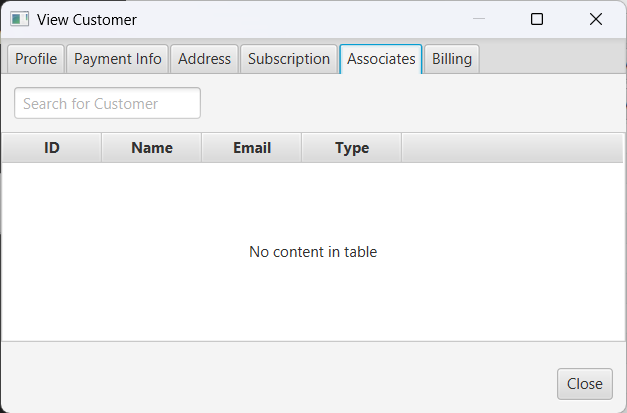 View Customer
Profile Payment Info Address Subscription Associates Billing
Search for Customer
ID Name Email Type
No content in table
Close